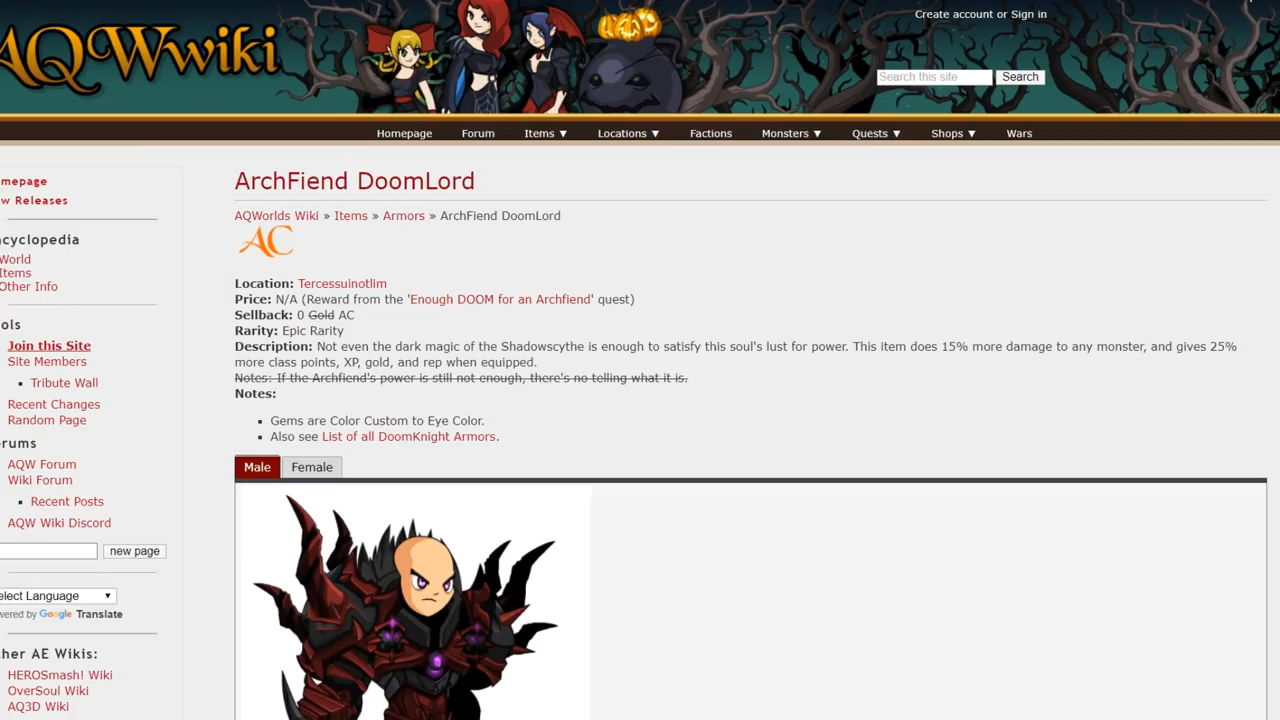 AQWwiki
Create account or Sign in
Search this site
Search
Homepage
Forum
Items ▼
Locations ▼
Factions
Monsters ▼
Quests ▼
Shops ▼
Wars
mepage
w Releases
cyclopedia
World
Items
Other Info
ols
Join this Site
Site Members
Tribute Wall
Recent Changes
Random Page
rums
AQW Forum
Wiki Forum
Recent Posts
AQW Wiki Discord
new page
elect Language ▼
wered by Google Translate
ther AE Wikis:
HEROSmash! Wiki
OverSoul Wiki
AQ3D Wiki
ArchFiend DoomLord
AQWorlds Wiki » Items » Armors » ArchFiend DoomLord
AC
Location: Tercessuinotlim
Price: N/A (Reward from the 'Enough DOOM for an Archfiend' quest)
Sellback: 0 Gold AC
Rarity: Epic Rarity
Description: Not even the dark magic of the Shadowscythe is enough to satisfy this soul's lust for power. This item does 15% more damage to any monster, and gives 25%
more class points, XP, gold, and rep when equipped.
Notes: If the Archfiend's power is still not enough, there's no telling what it is.
Notes:
Gems are Color Custom to Eye Color.
Also see List of all DoomKnight Armors.
Male
Female